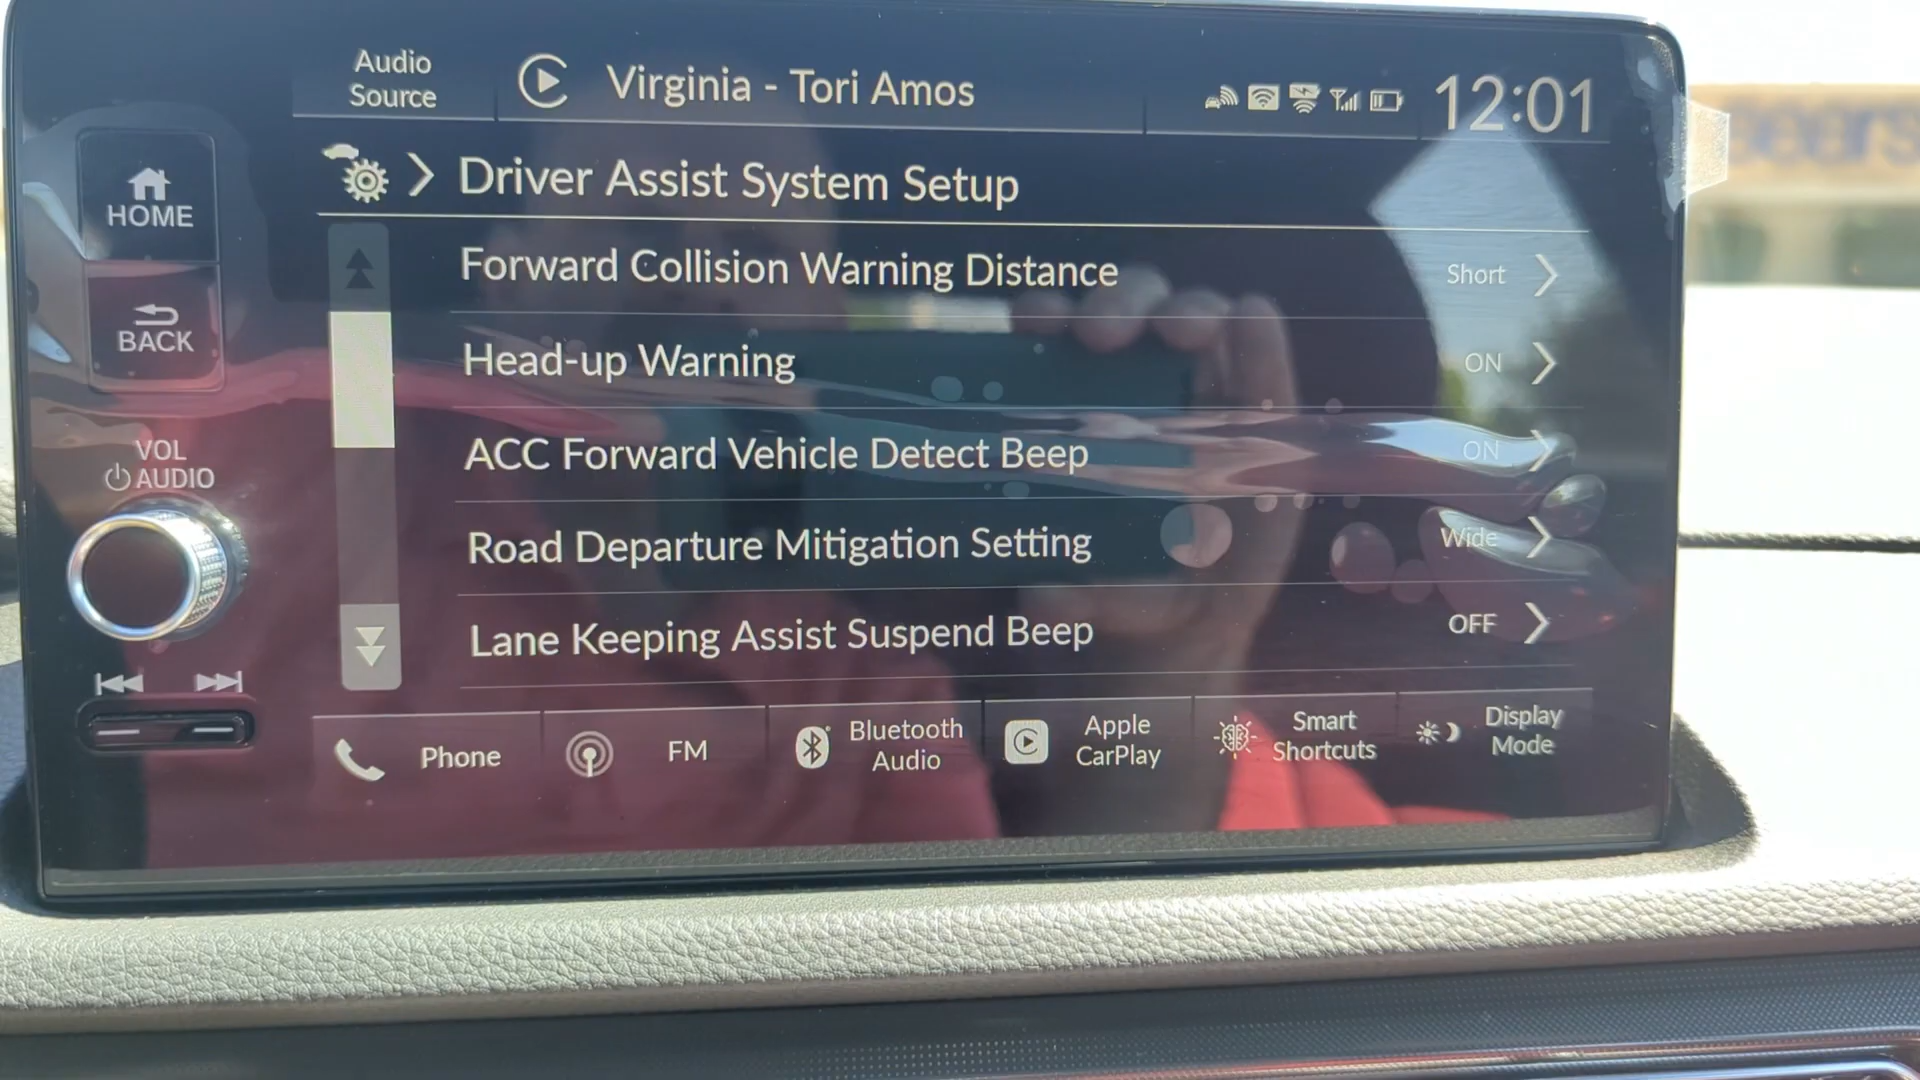 Audio
Source
Virginia - Tori Amos
12:01
HOME
BACK
VOL
AUDIO
Driver Assist System Setup
Forward Collision Warning Distance Short
Head-up Warning ON
ACC Forward Vehicle Detect Beep ON
Road Departure Mitigation Setting Wide
Lane Keeping Assist Suspend Beep OFF
Phone
FM
Bluetooth
Audio
Apple
CarPlay
Smart
Shortcuts
Display
Mode